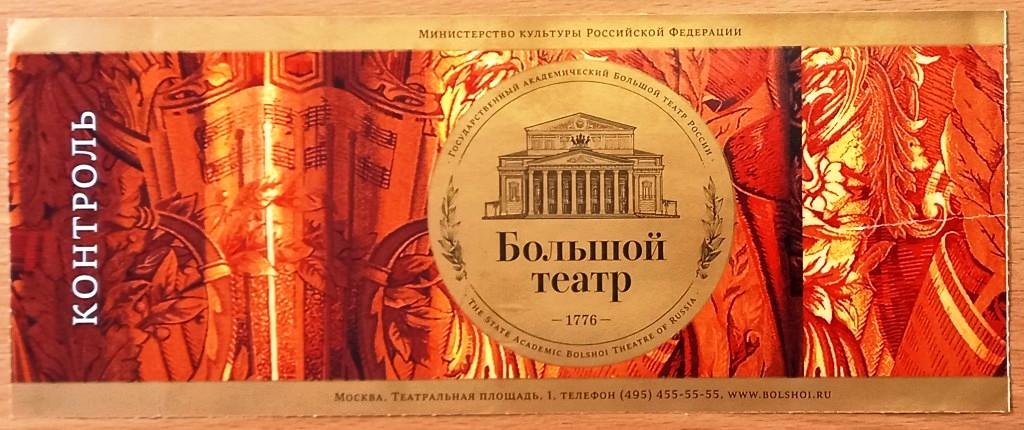 Министерство культуры Российской Федерации
КОНТРОЛЬ
Государственный академический Большой театр России
Большой
театр
–1776–
The State Academic Bolshoi Theatre of Russia
Москва, Театральная площадь, 1, телефон (495) 455-55-55, www.bolshoi.ru